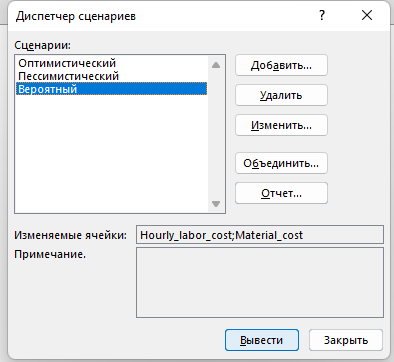 Диспетчер сценариев
?
Сценарии:
Оптимистический
Пессимистический
Вероятный
Добавить...
Удалить
Изменить...
Объединить...
Отчет...
Изменяемые ячейки:
Hourly_labor_cost;Material_cost
Примечание.
Вывести
Закрыть